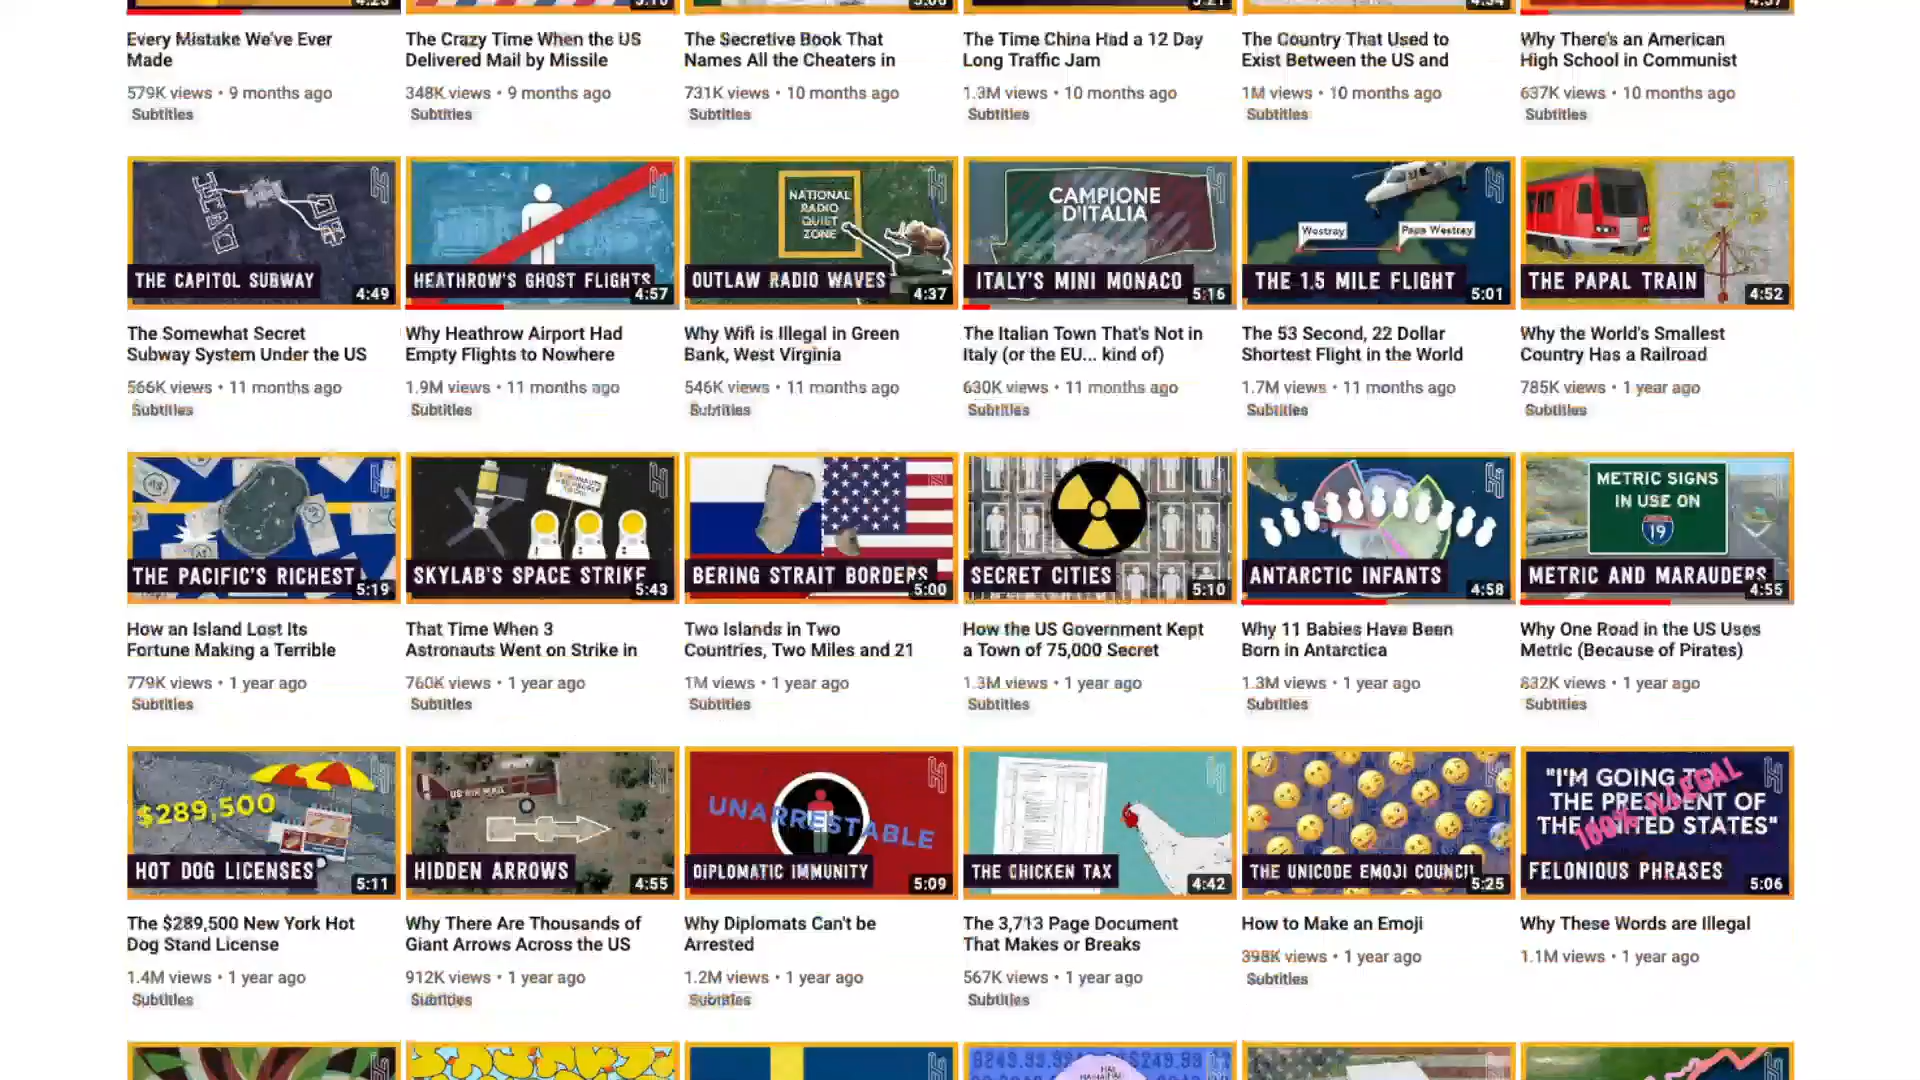 4:23
5:10
5:06
5:21
4:34
4:37
Every Mistake We've Ever
Made
579K views • 9 months ago
Subtitles
The Crazy Time When the US
Delivered Mail by Missile
348K views • 9 months ago
Subtitles
The Secretive Book That
Names All the Cheaters in
731K views • 10 months ago
Subtitles
The Time China Had a 12 Day
Long Traffic Jam
1.3M views • 10 months ago
Subtitles
The Country That Used to
Exist Between the US and
1M views • 10 months ago
Subtitles
Why There's an American
High School in Communist
637K views • 10 months ago
Subtitles
THE CAPITOL SUBWAY
4:49
The Somewhat Secret
Subway System Under the US
566K views • 11 months ago
Subtitles
HEATHROW'S GHOST FLIGHTS
4:57
Why Heathrow Airport Had
Empty Flights to Nowhere
1.9M views • 11 months ago
Subtitles
NATIONAL
RADIO
QUIET
ZONE
OUTLAW RADIO WAVES
4:37
Why Wifi is Illegal in Green
Bank, West Virginia
546K views • 11 months ago
Subtitles
CAMPIONE
D'ITALIA
ITALY'S MINI MONACO
5:16
The Italian Town That's Not in
Italy (or the EU... kind of)
630K views • 11 months ago
Subtitles
Westray
Papa Westray
THE 1.5 MILE FLIGHT
5:01
The 53 Second, 22 Dollar
Shortest Flight in the World
1.7M views • 11 months ago
Subtitles
THE PAPAL TRAIN
4:52
Why the World's Smallest
Country Has a Railroad
785K views • 1 year ago
Subtitles
THE PACIFIC'S RICHEST
5:19
How an Island Lost Its
Fortune Making a Terrible
779K views • 1 year ago
Subtitles
SKYLAB'S SPACE STRIKE
5:43
That Time When 3
Astronauts Went on Strike in
760K views • 1 year ago
Subtitles
BERING STRAIT BORDERS
5:00
Two Islands in Two
Countries, Two Miles and 21
1M views • 1 year ago
Subtitles
SECRET CITIES
5:10
How the US Government Kept
a Town of 75,000 Secret
1.3M views • 1 year ago
Subtitles
ANTARCTIC INFANTS
4:58
Why 11 Babies Have Been
Born in Antarctica
1.3M views • 1 year ago
Subtitles
METRIC SIGNS
IN USE ON
19
METRIC AND MARAUDERS
4:56
Why One Road in the US Uses
Metric (Because of Pirates)
832K views • 1 year ago
Subtitles
$289,500
HOT DOG LICENSES
5:11
The $289,500 New York Hot
Dog Stand License
1.4M views • 1 year ago
Subtitles
US AIR MAIL
HIDDEN ARROWS
4:55
Why There Are Thousands of
Giant Arrows Across the US
912K views • 1 year ago
Subtitles
UNARRESTABLE
DIPLOMATIC IMMUNITY
5:09
Why Diplomats Can't be
Arrested
1.2M views • 1 year ago
Subtitles
THE CHICKEN TAX
4:42
The 3,713 Page Document
That Makes or Breaks
567K views • 1 year ago
Subtitles
THE UNICODE EMOJI COUNCIL
5:25
How to Make an Emoji
398K views • 1 year ago
Subtitles
"I'M GOING TO
THE PRESIDENT OF
THE UNITED STATES"
100% ILLEGAL
FELONIOUS PHRASES
5:06
Why These Words are Illegal
1.1M views • 1 year ago